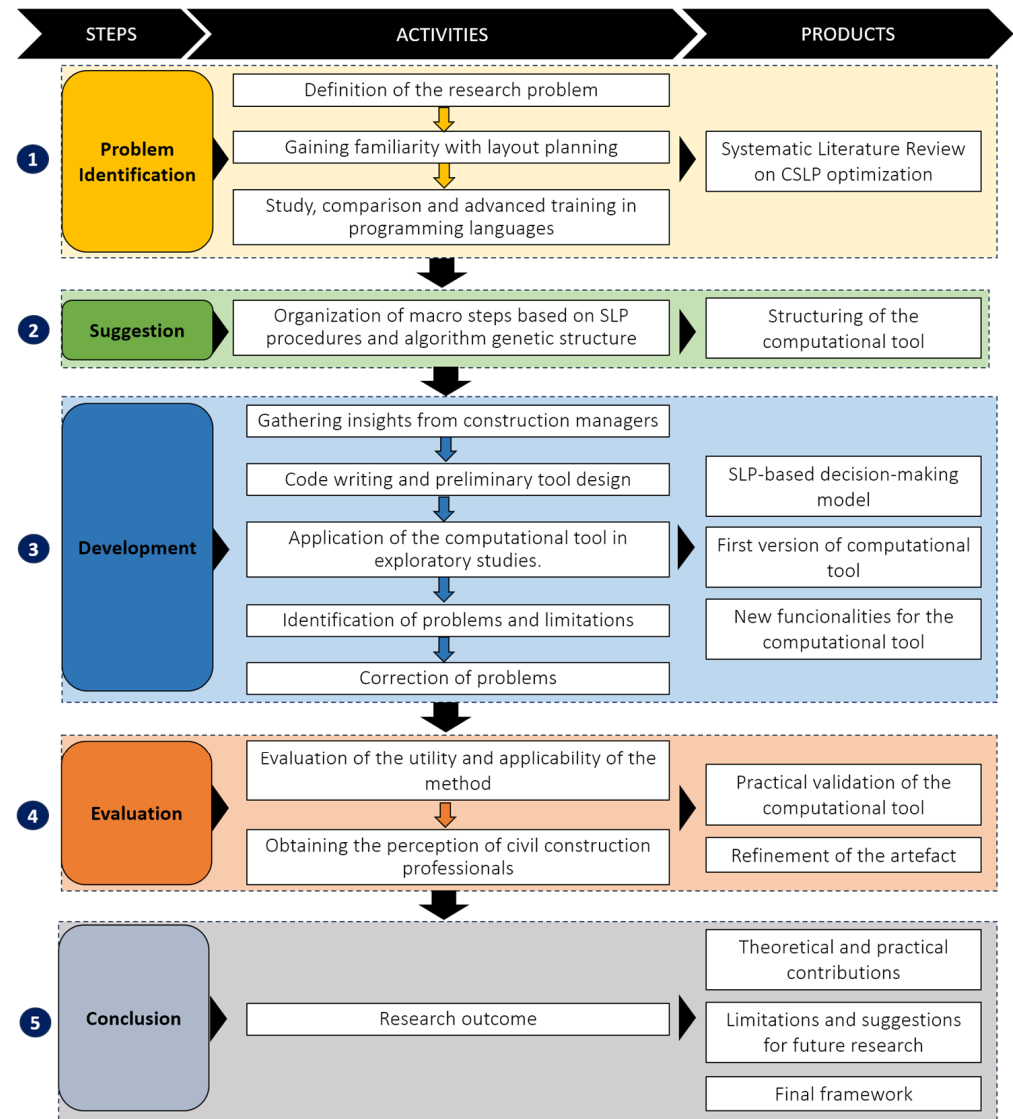 STEPS
ACTIVITIES
PRODUCTS
1
Problem
Identification
Definition of the research problem
Gaining familiarity with layout planning
Study, comparison and advanced training in
programming languages
Systematic Literature Review
on CSLP optimization
2
Suggestion
Organization of macro steps based on SLP
procedures and algorithm genetic structure
Structuring of the
computational tool
3
Development
Gathering insights from construction managers
Code writing and preliminary tool design
Application of the computational tool in
exploratory studies.
Identification of problems and limitations
Correction of problems
SLP-based decision-making
model
First version of computational
tool
New funcionalities for the
computational tool
4
Evaluation
Evaluation of the utility and applicability of the
method
Obtaining the perception of civil construction
professionals
Practical validation of the
computational tool
Refinement of the artefact
5
Conclusion
Research outcome
Theoretical and practical
contributions
Limitations and suggestions
for future research
Final framework